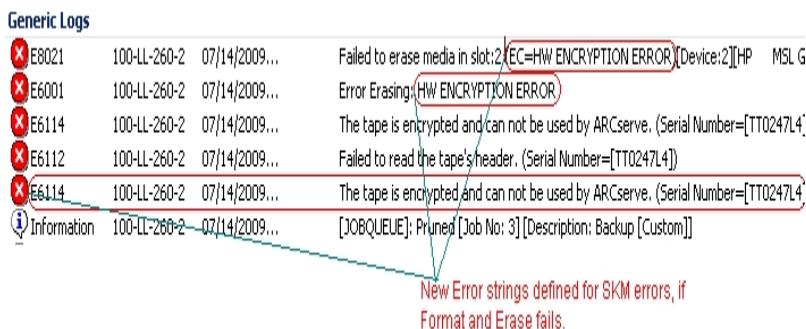 Generic Logs
E8021 100-LL-260-2 07/14/2009... Failed to erase media in slot:2 (EC=HW ENCRYPTION ERROR)[Device:2][HP MSL G
E6001 100-LL-260-2 07/14/2009... Error Erasing: HW ENCRYPTION ERROR
E6114 100-LL-260-2 07/14/2009... The tape is encrypted and can not be used by ARCserve. (Serial Number=[TT0247L4]
E6112 100-LL-260-2 07/14/2009... Failed to read the tape's header. (Serial Number=[TT0247L4])
E6114 100-LL-260-2 07/14/2009... The tape is encrypted and can not be used by ARCserve. (Serial Number=[TT0247L4
Information 100-LL-260-2 07/14/2009... [JOBQUEUE]: Pruned [Job No: 3] [Description: Backup [Custom]]
New Error strings defined for SKM errors, if
Format and Erase fails.